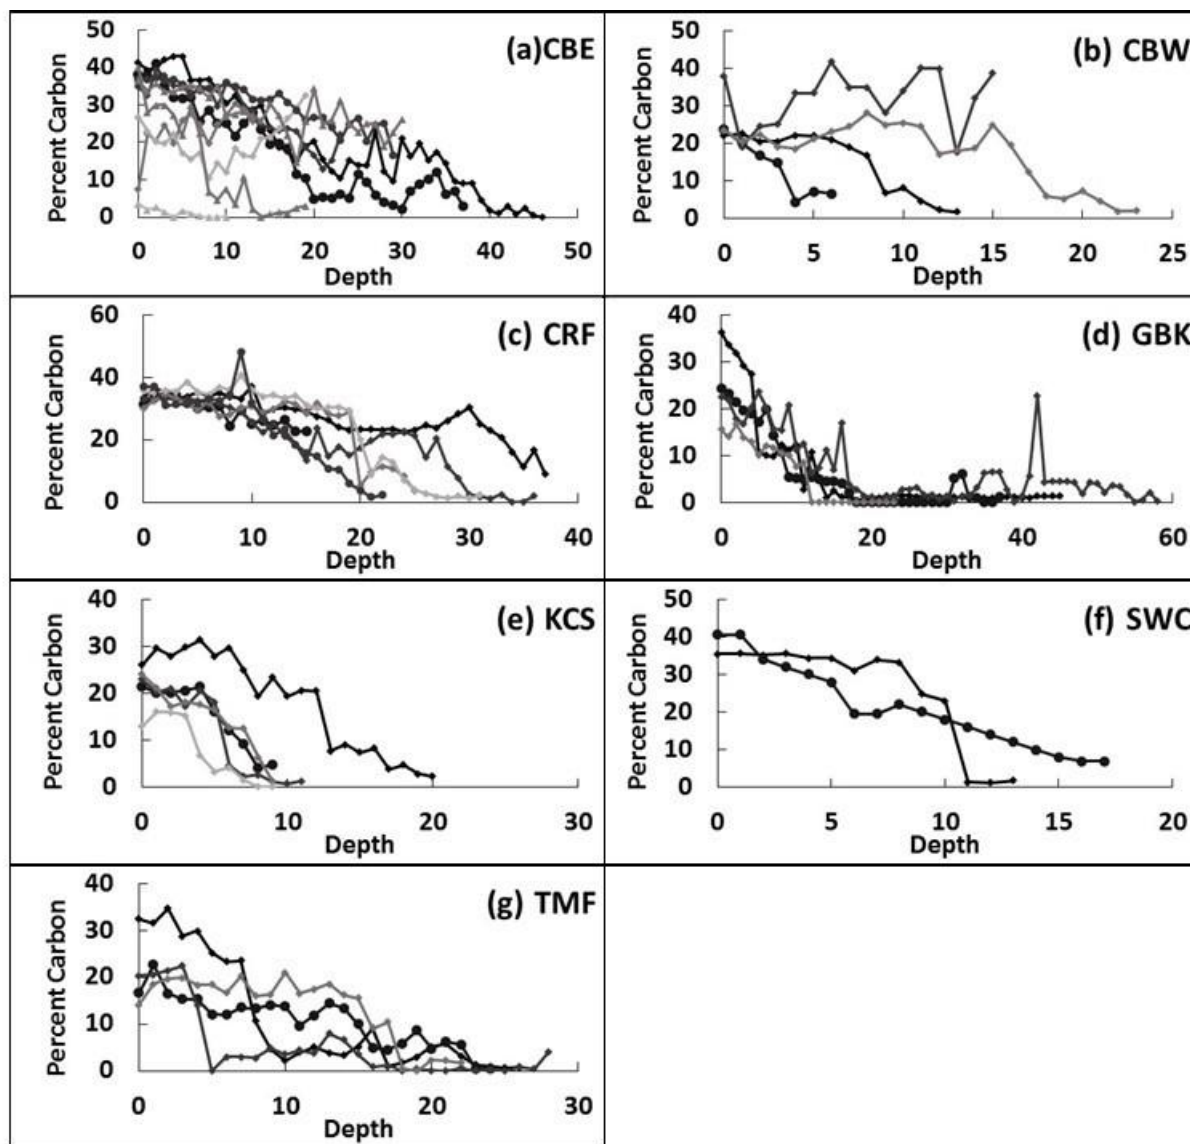 (a)CBE
Percent Carbon
50
40
30
20
10
0
0 10 20 30 40 50
Depth
(b) CBW
Percent Carbon
50
40
30
20
10
0
0 5 10 15 20 25
Depth
(c) CRF
Percent Carbon
60
40
20
0
0 10 20 30 40
Depth
(d) GBK
Percent Carbon
40
30
20
10
0
0 20 40 60
Depth
(e) KCS
Percent Carbon
40
30
20
10
0
0 10 20 30
Depth
(f) SWC
Percent Carbon
50
40
30
20
10
0
0 5 10 15 20
Depth
(g) TMF
Percent Carbon
40
30
20
10
0
0 10 20 30
Depth